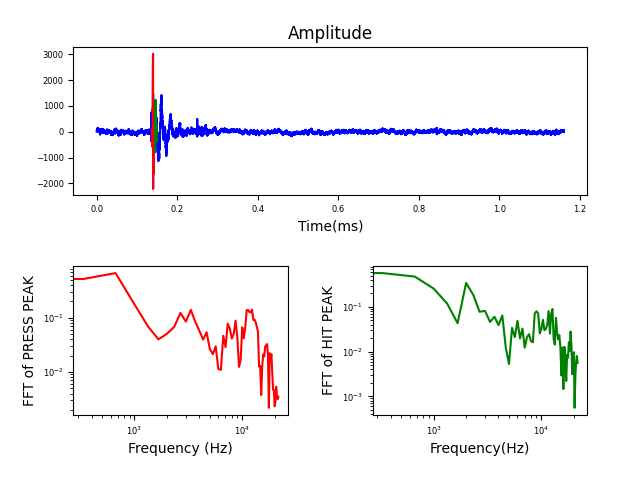 Amplitude
3000
2000
1000
0
−1000
−2000
0.0 0.2 0.4 0.6 0.8 1.0 1.2
Time(ms)
FFT of PRESS PEAK
10⁻¹
10⁻²
10³ 10⁴
Frequency (Hz)
FFT of HIT PEAK
10⁻¹
10⁻²
10⁻³
10³ 10⁴
Frequency(Hz)